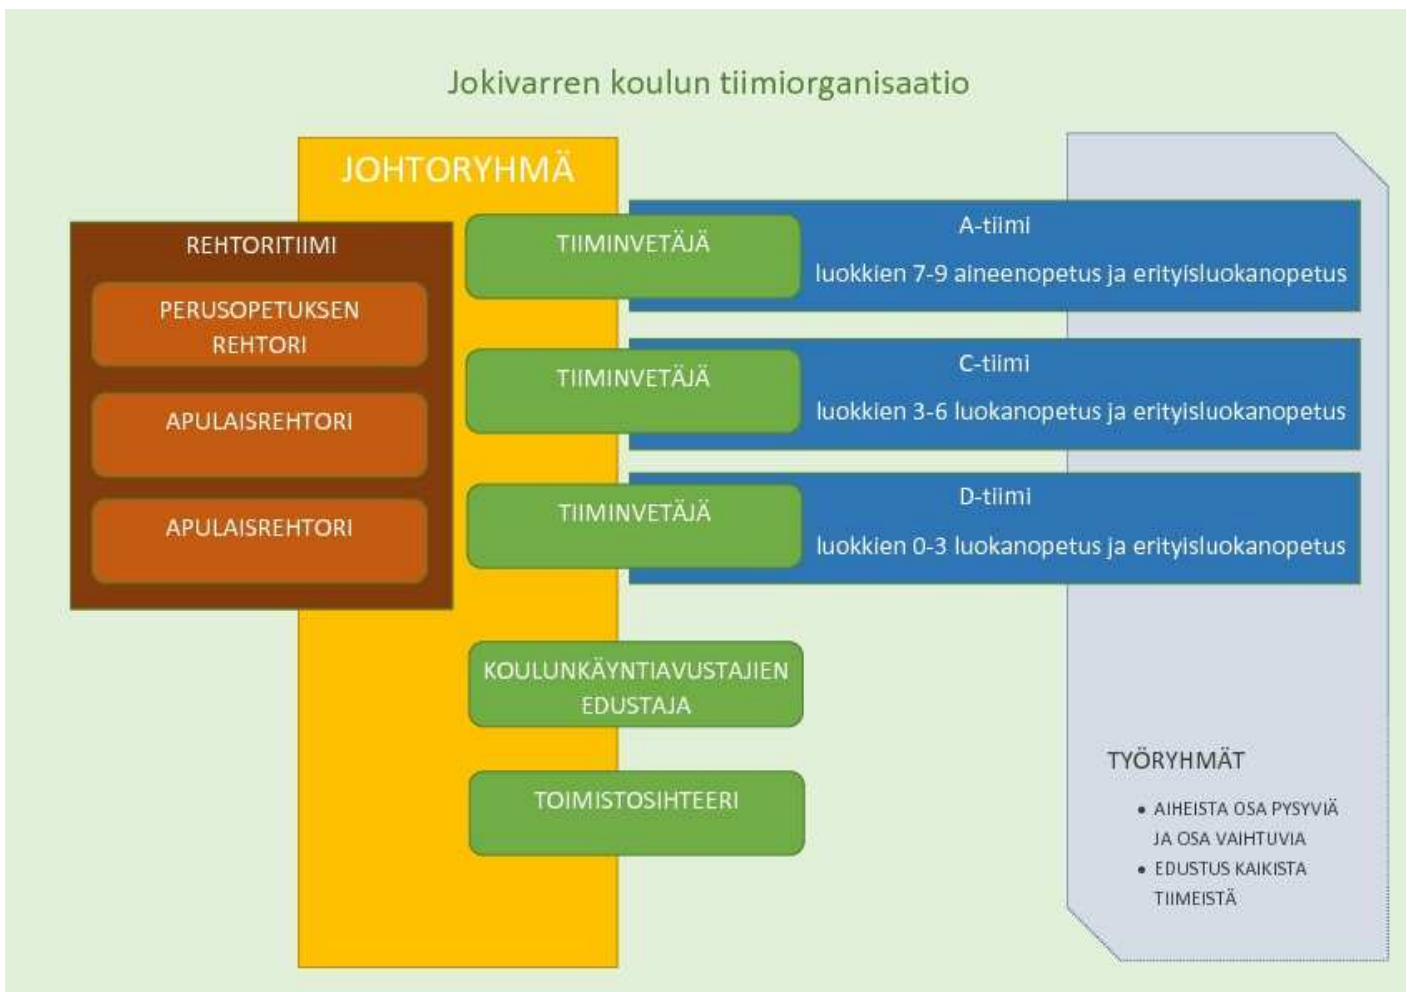 Jokivarren koulun tiimiorganisaatio
JOHTORYHMÄ
REHTORITIIMI
PERUSOPETUKSEN
REHTORI
APULAISREHTORI
APULAISREHTORI
TIIMINVETÄJÄ
A-tiimi
luokkien 7-9 aineenopetus ja erityisluokanopetus
TIIMINVETÄJÄ
C-tiimi
luokkien 3-6 luokanopetus ja erityisluokanopetus
TIIMINVETÄJÄ
D-tiimi
luokkien 0-3 luokanopetus ja erityisluokanopetus
KOULUNKÄYNTIAVUSTAJIEN
EDUSTAJA
TOIMISTOSIHTEERI
TYÖRYHMÄT
• AIHEISTA OSA PYSYVIÄ
JA OSA VAIHTUVIA
• EDUSTUS KAIKISTA
TIIMEISTÄ